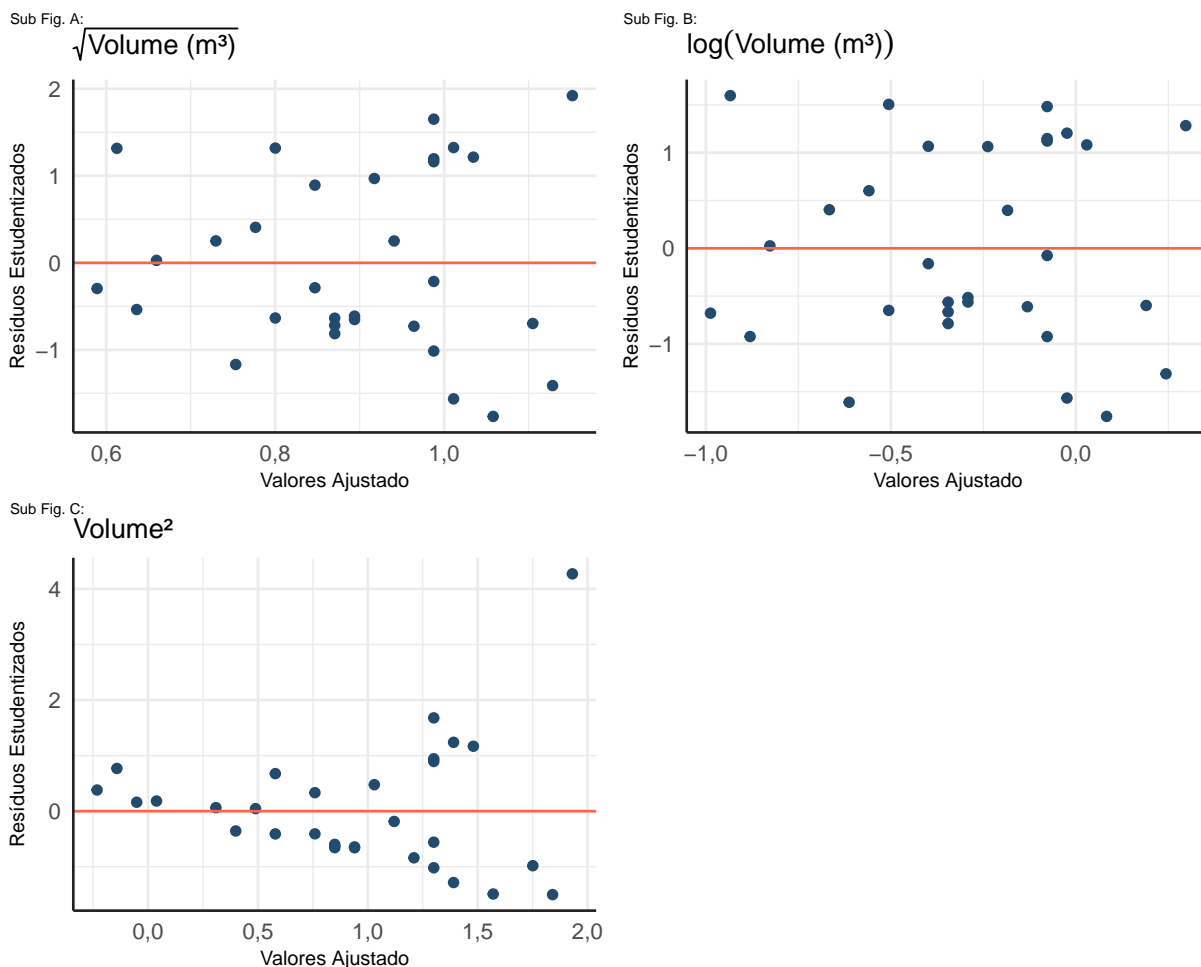 Sub Fig. A:
√Volume (m³)
2
1
0
−1
Resíduos Estudentizados
0,6
0,8
1,0
Valores Ajustado
Sub Fig. B:
log(Volume (m³))
1
0
−1
Resíduos Estudentizados
−1,0
−0,5
0,0
Valores Ajustado
Sub Fig. C:
Volume²
4
2
0
Resíduos Estudentizados
0,0
0,5
1,0
1,5
2,0
Valores Ajustado